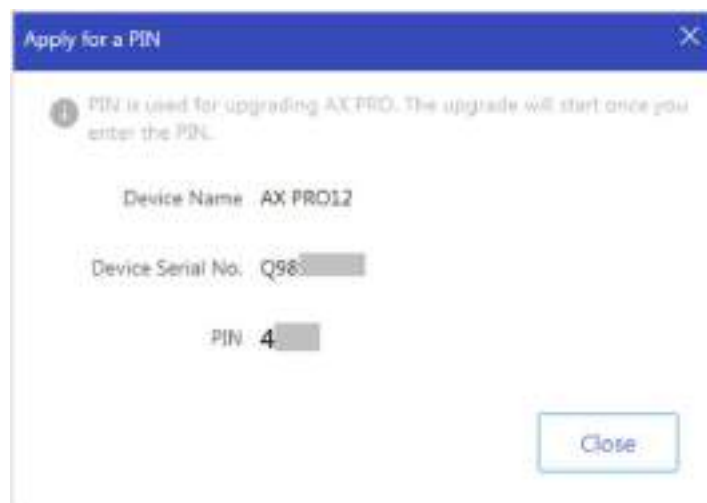 Apply for a PIN
PIN is used for upgrading AX PRO. The upgrade will start once you
enter the PIN.
Device Name AX PRO12
Device Serial No. Q98
PIN 4
Close